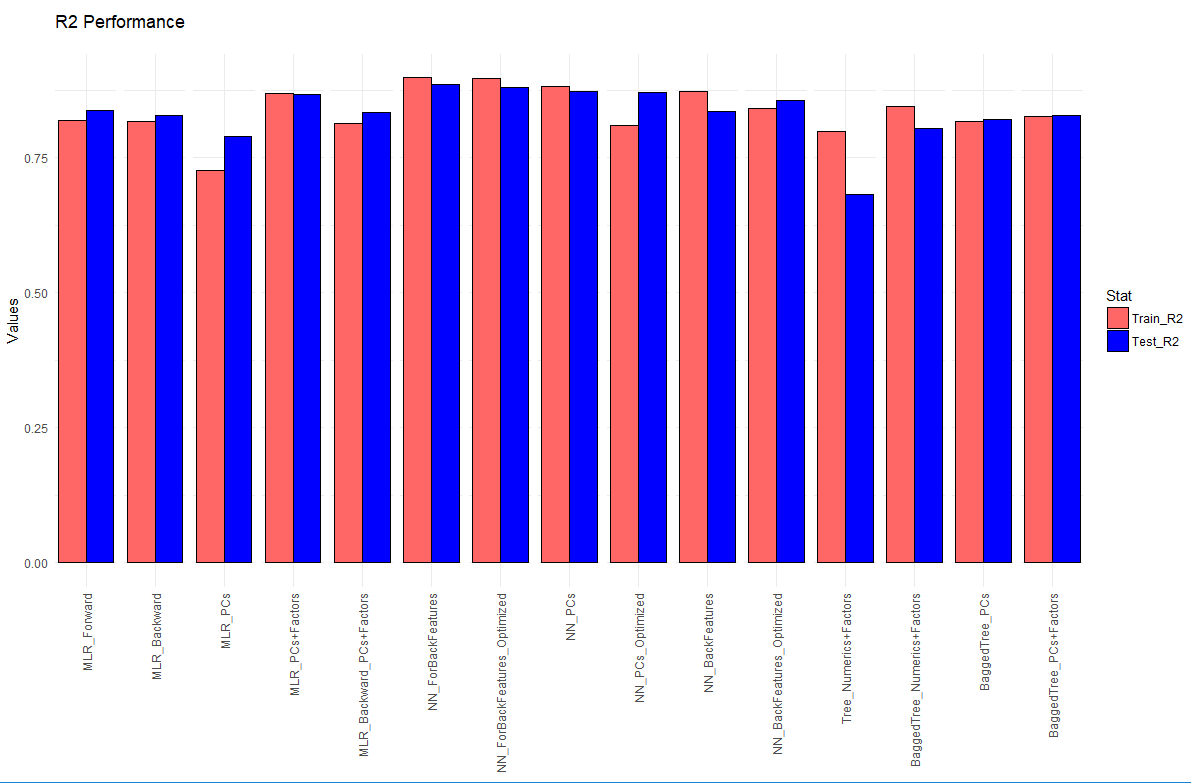 R2 Performance
Values
0.75
0.50
0.25
0.00
MLR_Forward
MLR_Backward
MLR_PCs
MLR_PCs+Factors
MLR_Backward_PCs+Factors
NN_ForBackFeatures
NN_ForBackFeatures_Optimized
NN_PCs
NN_PCs_Optimized
NN_BackFeatures
NN_BackFeatures_Optimized
Tree_Numerics+Factors
BaggedTree_Numerics+Factors
BaggedTree_PCs
BaggedTree_PCs+Factors
Stat
Train_R2
Test_R2